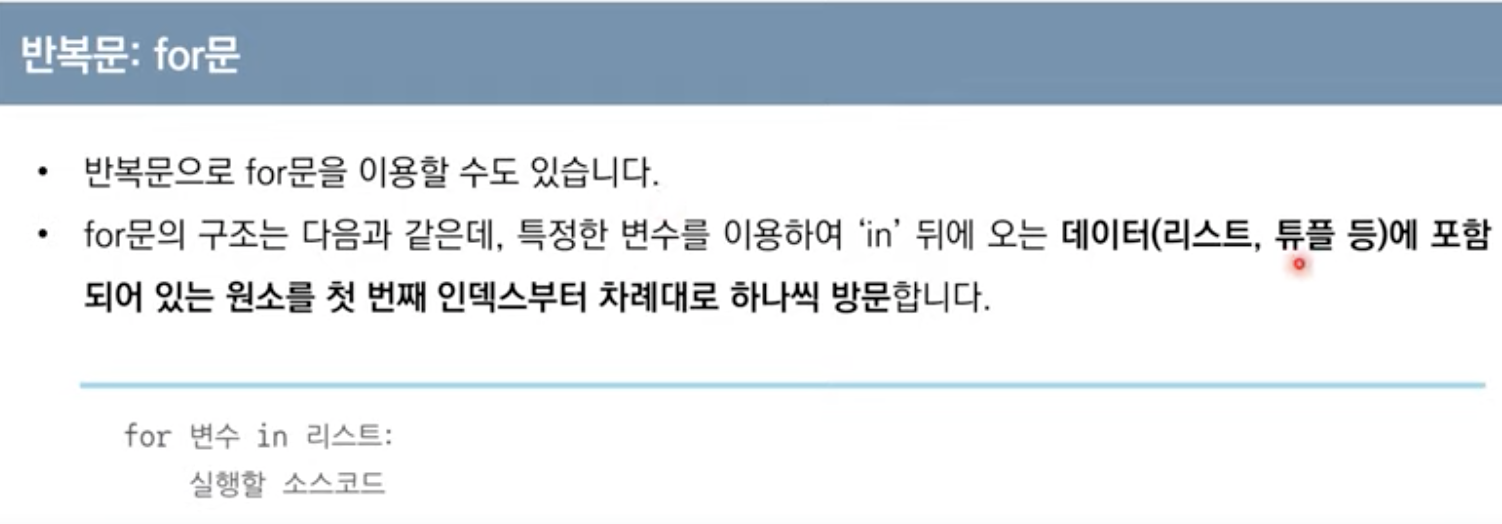 반복문: for문
• 반복문으로 for문을 이용할 수도 있습니다.
• for문의 구조는 다음과 같은데, 특정한 변수를 이용하여 ‘in’ 뒤에 오는 데이터(리스트, 튜플 등)에 포함
되어 있는 원소를 첫 번째 인덱스부터 차례대로 하나씩 방문합니다.
for 변수 in 리스트:
실행할 소스코드